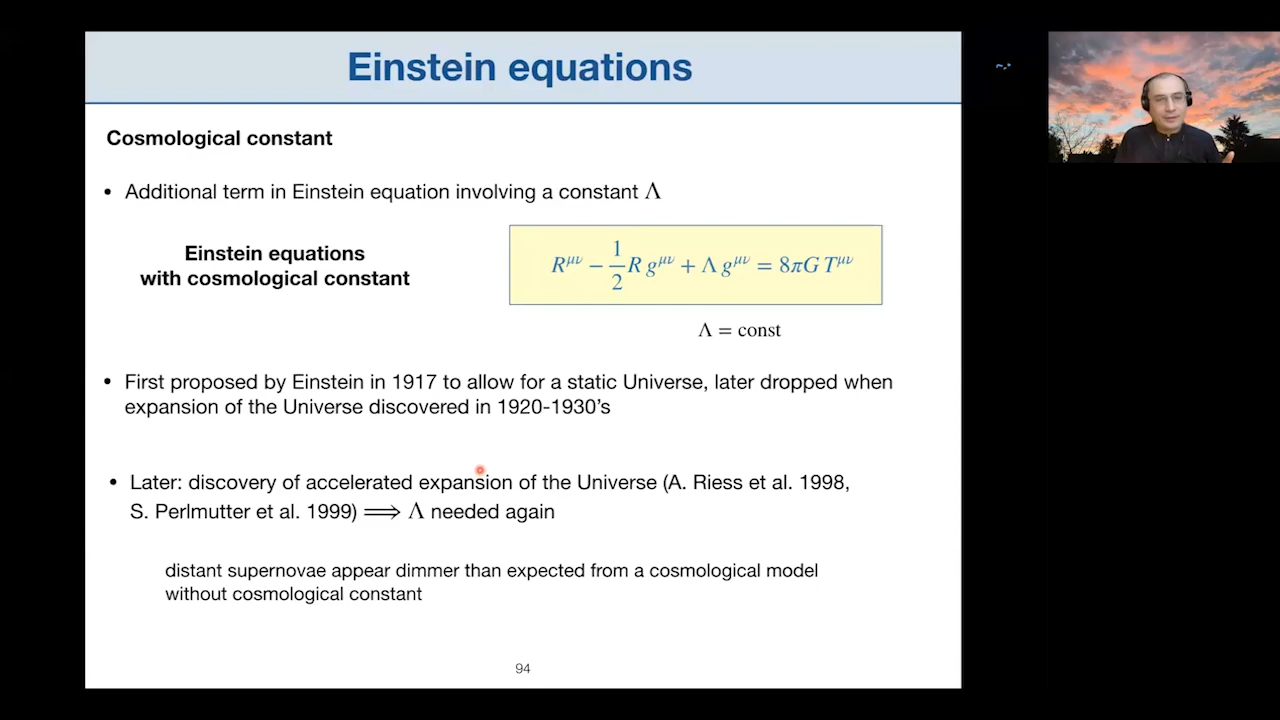 Einstein equations
Cosmological constant
• Additional term in Einstein equation involving a constant Λ
Einstein equations
with cosmological constant
R^{μν} − \frac{1}{2} R g^{μν} + Λ g^{μν} = 8πG T^{μν}
Λ = const
• First proposed by Einstein in 1917 to allow for a static Universe, later dropped when
expansion of the Universe discovered in 1920-1930's
• Later: discovery of accelerated expansion of the Universe (A. Riess et al. 1998,
S. Perlmutter et al. 1999) ⟹ Λ needed again
distant supernovae appear dimmer than expected from a cosmological model
without cosmological constant
94